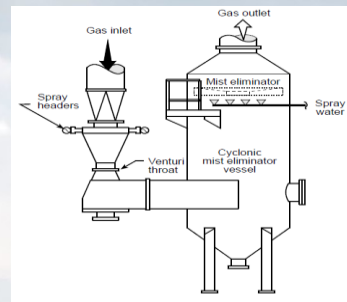 Gas outlet
Gas inlet
Mist eliminator
Spray
headers
Spray
water
Cyclonic
mist eliminator
vessel
Venturi
throat